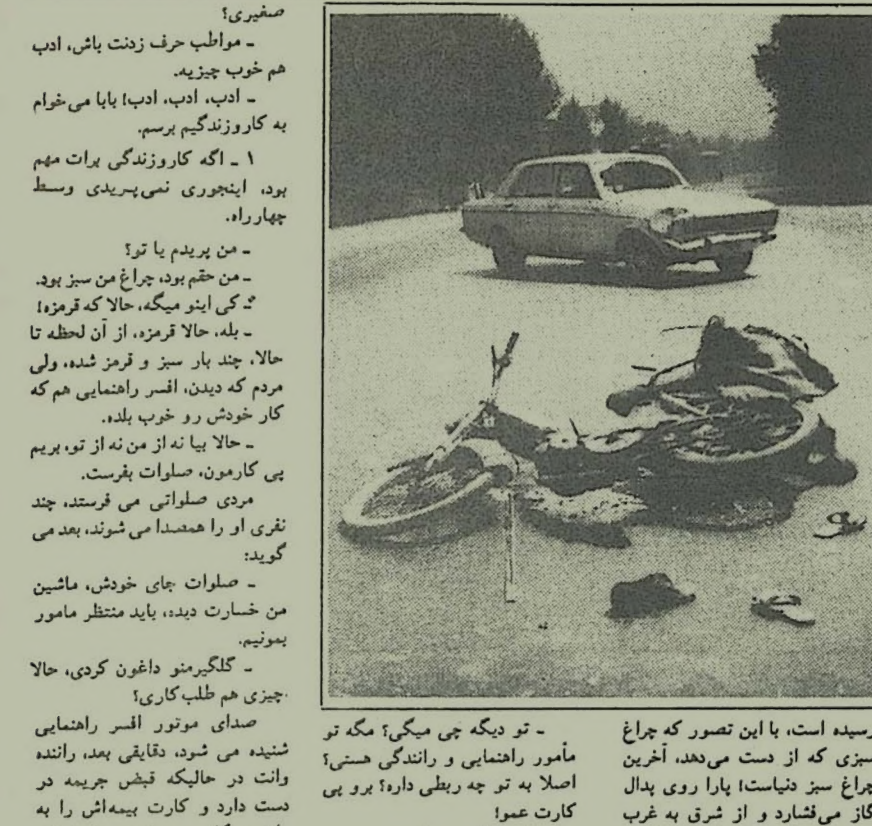 رسیده است، با این تصور که چراغ
سبزی که از دست می‌دهد، آخرین
چراغ سبز دنیاست! پارا روی پدال
گاز می‌فشارد و از شرق به غرب
ـ تو دیگه چی میگی؟ مگه تو
مأمور راهنمایی و رانندگی هستی؟
اصلا به تو چه ربطی داره؟ برو پی
کارت عمو!
صغیری؟
ـ مواظب حرف زدنت باش، ادب
هم خوب چیزیه.
ـ ادب، ادب، ادب! بابا می‌خوام
به کاروزندگیم برسم.
۱ ـ اگه کاروزندگی برات مهم
بود، اینجوری نمی‌پریدی وسط
چهارراه.
ـ من پریدم یا تو؟
ـ من حقم بود، چراغ من سبز بود.
ـ کی اینو میگه، حالا که قرمزه!
ـ بله، حالا قرمزه، از آن لحظه تا
حالا، چند بار سبز و قرمز شده، ولی
مردم که دیدن، افسر راهنمایی هم که
کار خودش رو خوب بلده.
ـ حالا بیا نه از من نه از تو، بریم
پی کارمون، صلوات بفرست.
مردی صلواتی می فرستد، چند
نفری او را همصدا می شوند، بعد می
گوید:
ـ صلوات جای خودش، ماشین
من خسارت دیده، باید منتظر مامور
بمونیم.
ـ گلگیرمنو داغون کردی، حالا
چیزی هم طلب‌کاری؟
صدای موتور افسر راهنمایی
شنیده می شود، دقایقی بعد، راننده
وانت در حالیکه قبض جریمه در
دست دارد و کارت بیمه‌اش را به